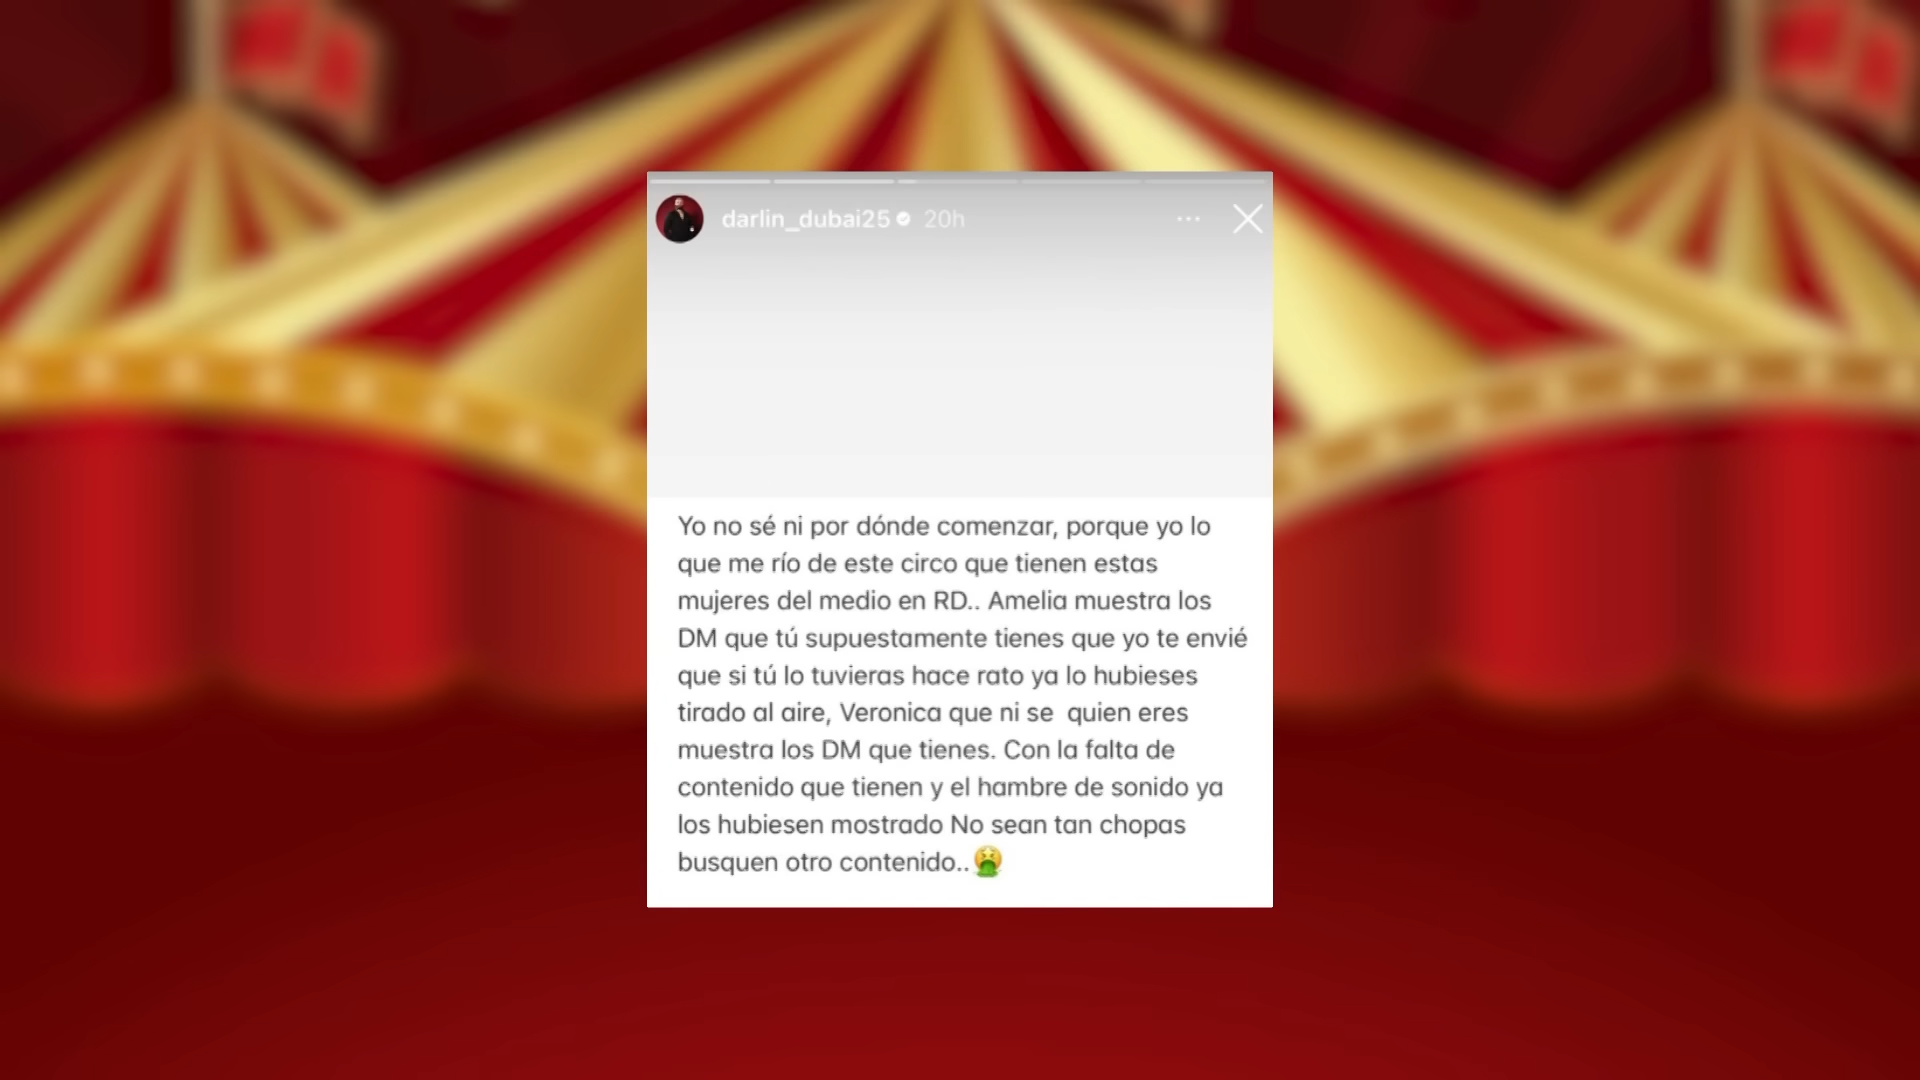 darlin_dubai25 20h
Yo no sé ni por dónde comenzar, porque yo lo
que me río de este circo que tienen estas
mujeres del medio en RD.. Amelia muestra los
DM que tú supuestamente tienes que yo te envié
que si tú lo tuvieras hace rato ya lo hubieses
tirado al aire, Veronica que ni se  quien eres
muestra los DM que tienes. Con la falta de
contenido que tienen y el hambre de sonido ya
los hubiesen mostrado No sean tan chopas
busquen otro contenido..🤮